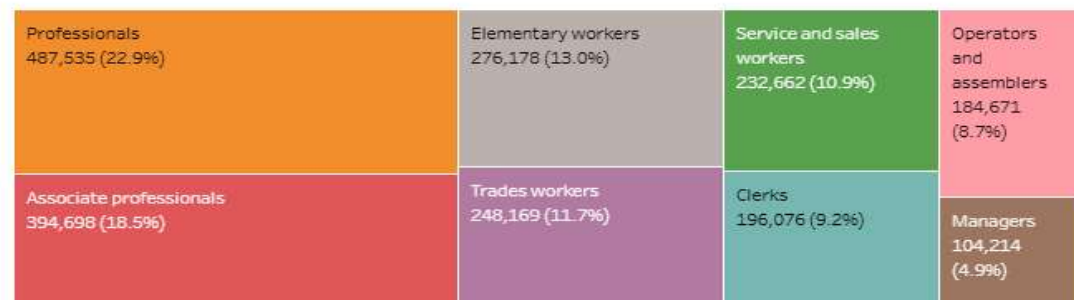 Professionals
487,535 (22.9%)
Associate professionals
394,698 (18.5%)
Elementary workers
276,178 (13.0%)
Trades workers
248,169 (11.7%)
Service and sales
workers
232,662 (10.9%)
Clerks
196,076 (9.2%)
Operators
and
assemblers
184,671
(8.7%)
Managers
104,214
(4.9%)